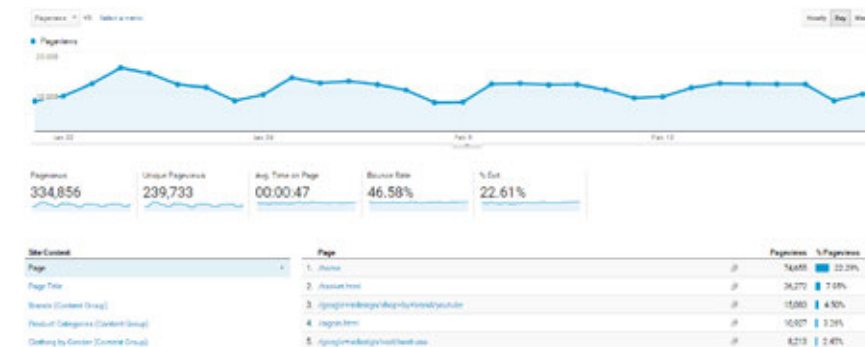 Pageviews VS. Select a metric
Hourly Day
Pageviews
20,000
10,000
Jan 22
Feb 5
Feb 12
Pageviews
334,856
Unique Pageviews
239,733
Avg. Time on Page
00:00:47
Bounce Rate
46.58%
% Exit
22.61%
Site Content
Page
Page Title
Brands (Content Group)
Product Categories (Content Group)
Clothing by Gender (Content Group)
Page Pageviews % Pageviews
1. /home 22.29%
2. /basket.html 7.85%
3. 4.50%
4. /signin.html 3.26%
5. 2.45%